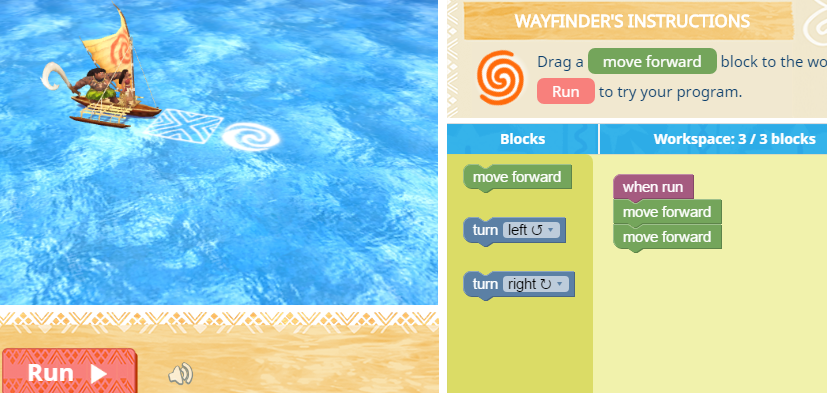 WAYFINDER'S INSTRUCTIONS
Drag a move forward block to the
Run to try your program.
Blocks
Workspace: 3 / 3 blocks
move forward
turn left ↺
turn right ↻
when run
move forward
move forward
Run